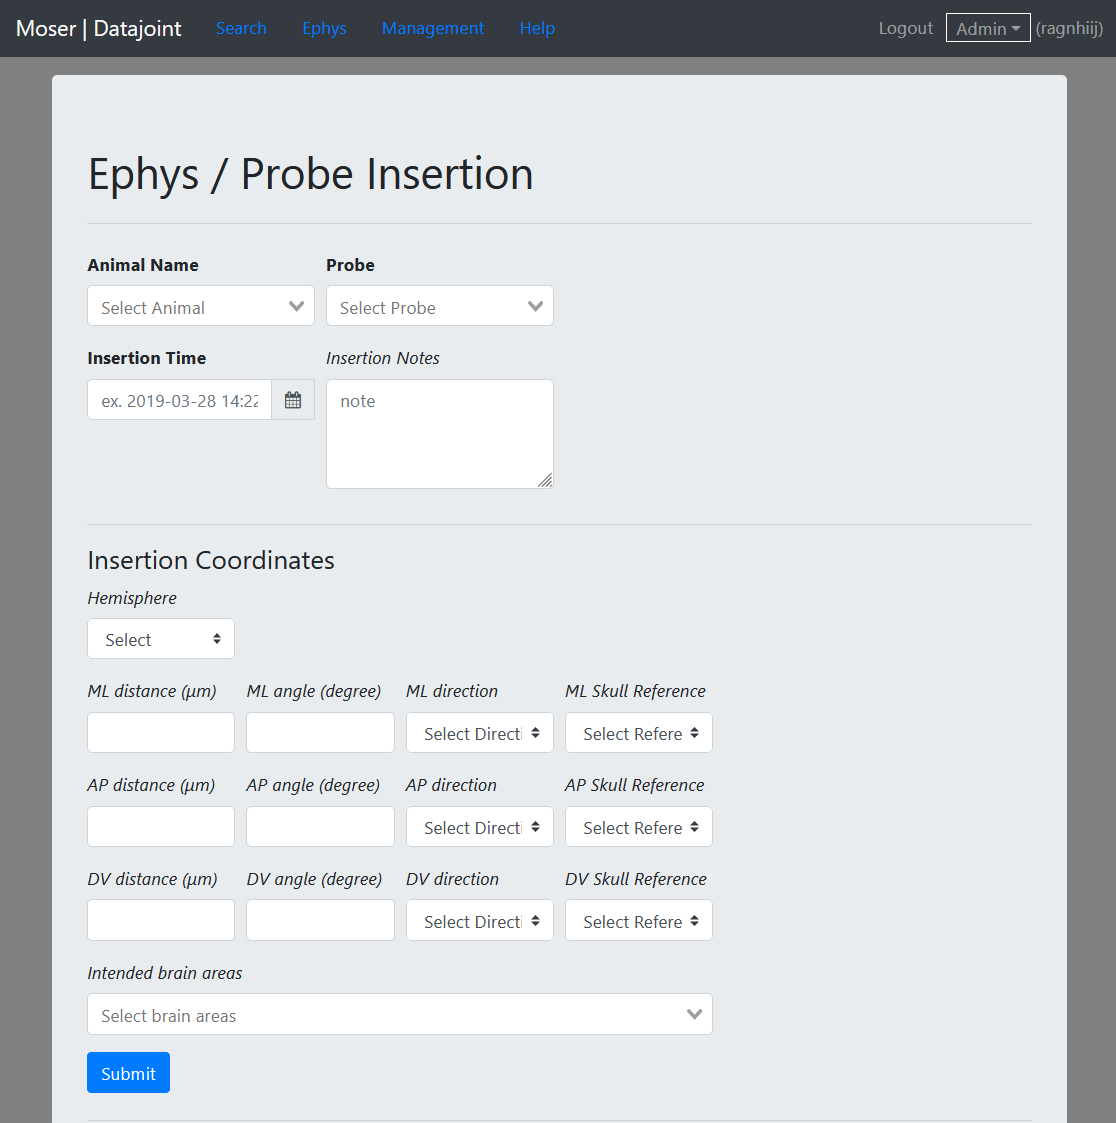 Moser | Datajoint Search Ephys Management Help Logout Admin (ragnhiij)
Ephys / Probe Insertion
Animal Name Probe
Select Animal Select Probe
Insertion Time Insertion Notes
ex. 2019-03-28 14:22 note
Insertion Coordinates
Hemisphere
Select
ML distance (μm) ML angle (degree) ML direction ML Skull Reference
Select Directi Select Refere
AP distance (μm) AP angle (degree) AP direction AP Skull Reference
Select Directi Select Refere
DV distance (μm) DV angle (degree) DV direction DV Skull Reference
Select Directi Select Refere
Intended brain areas
Select brain areas
Submit